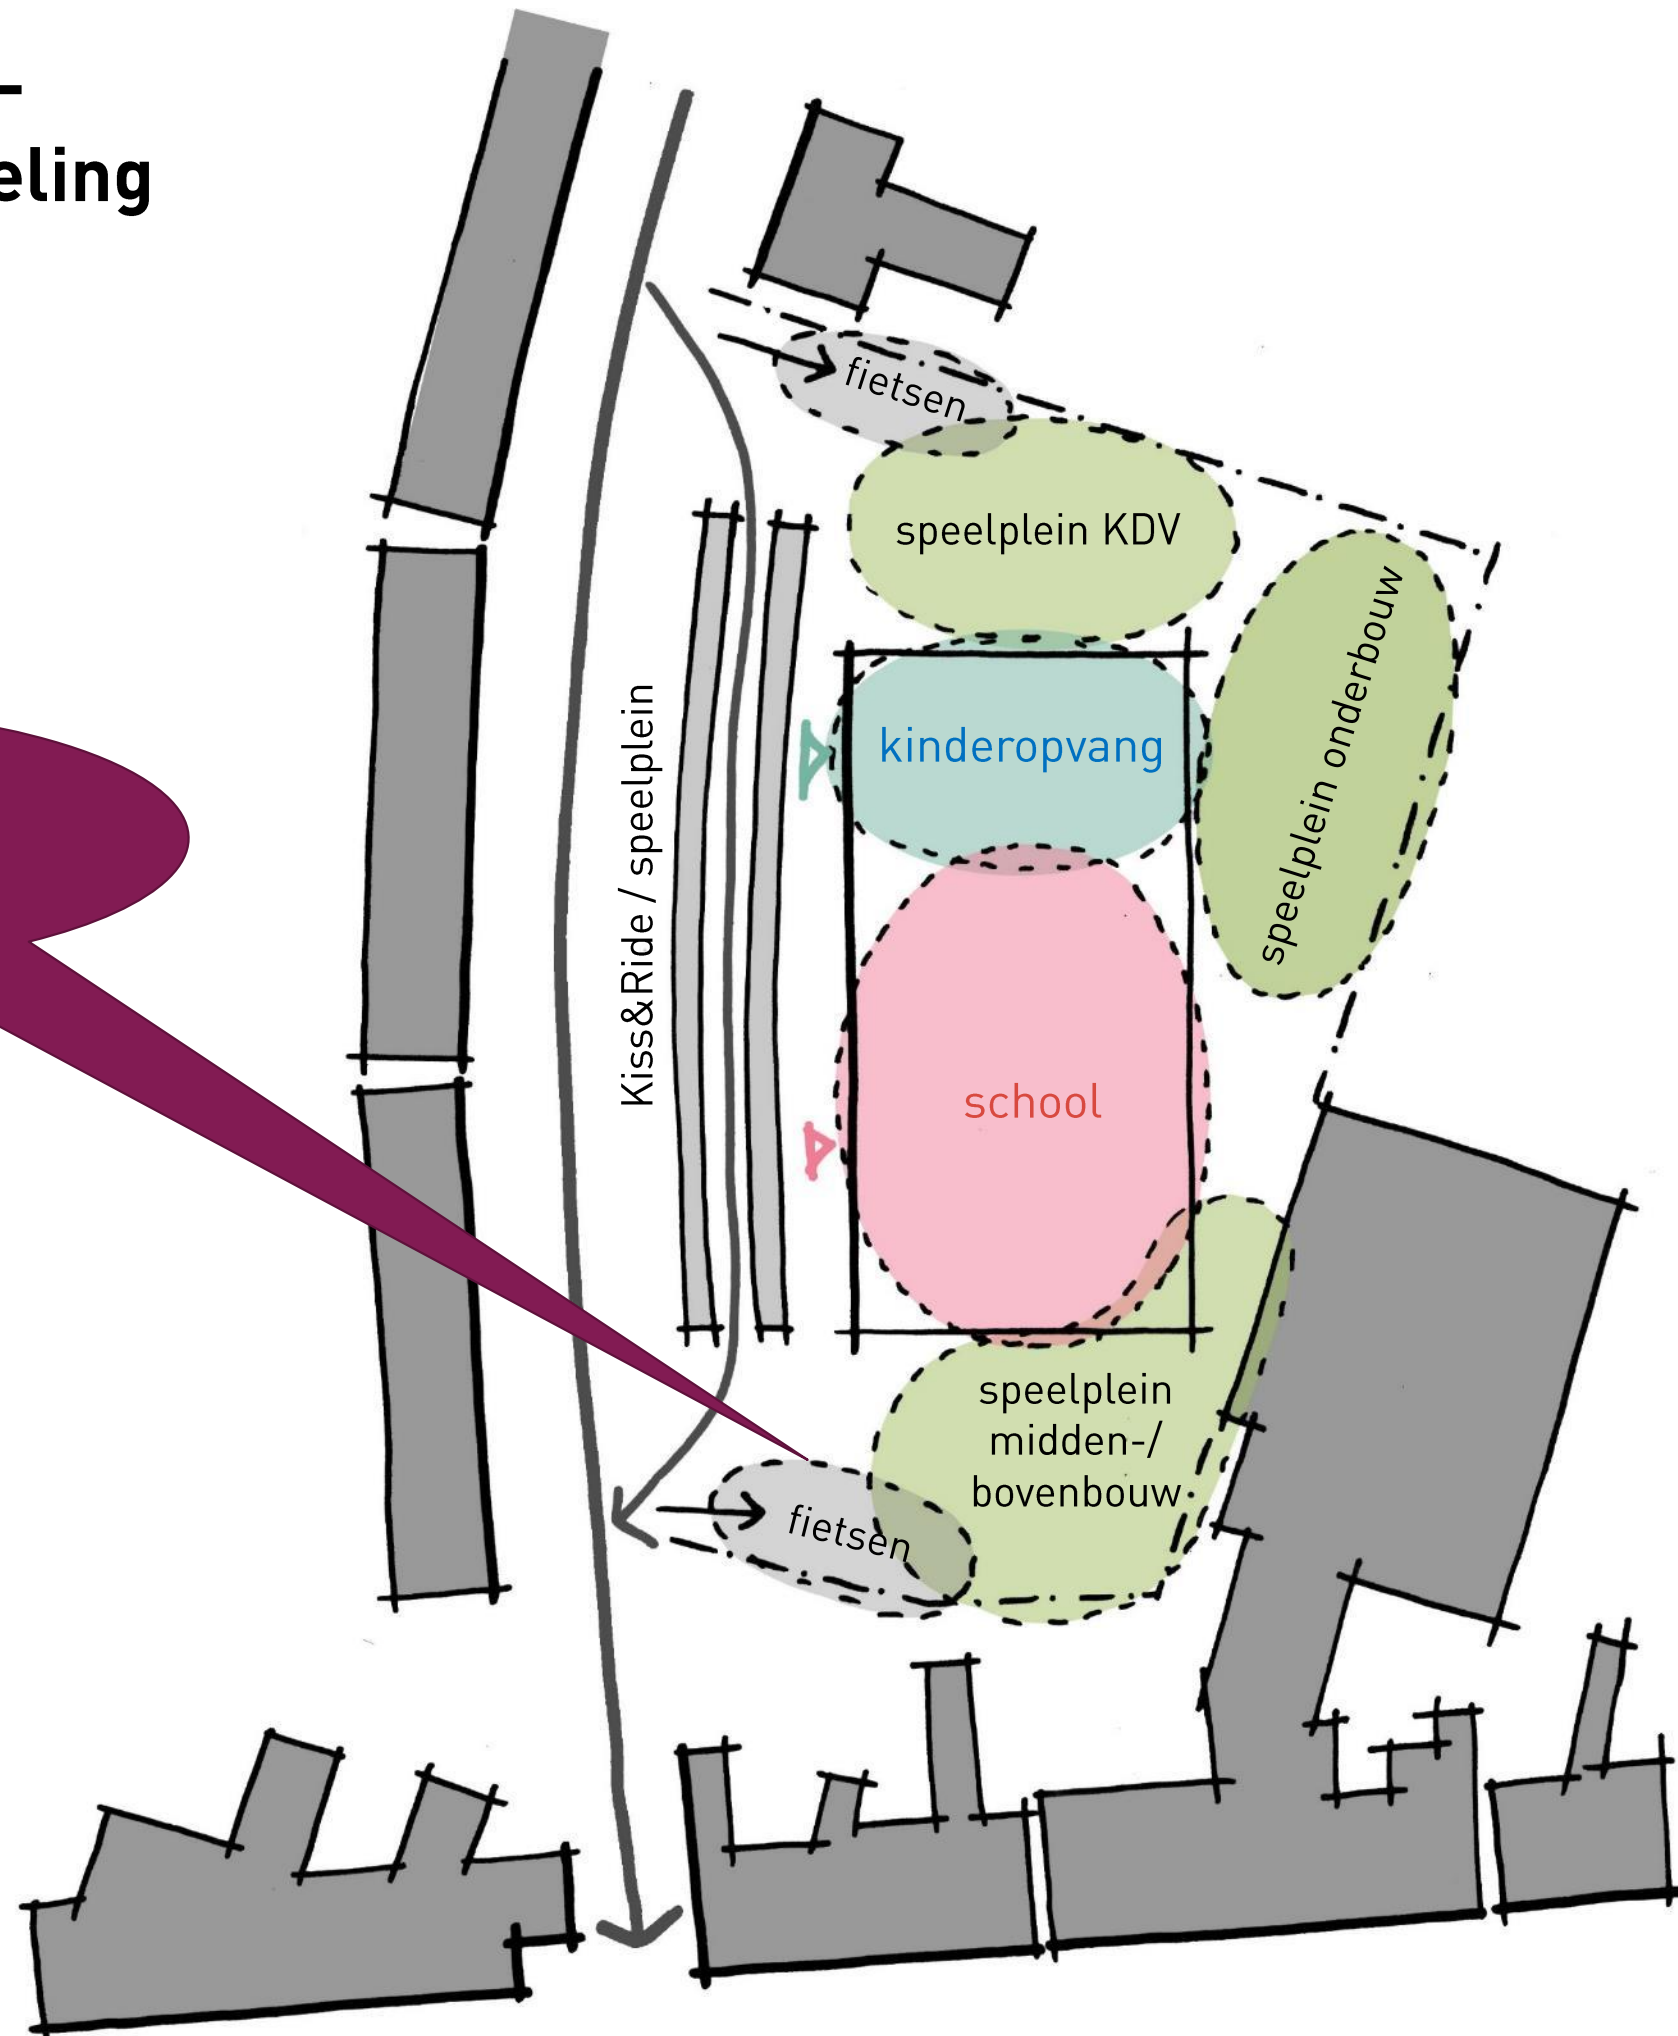 –
eling
fietsen
speelplein KDV
speelplein onderbouw
kinderopvang
Kiss&Ride / speelplein
school
speelplein
midden-/
bovenbouw
fietsen